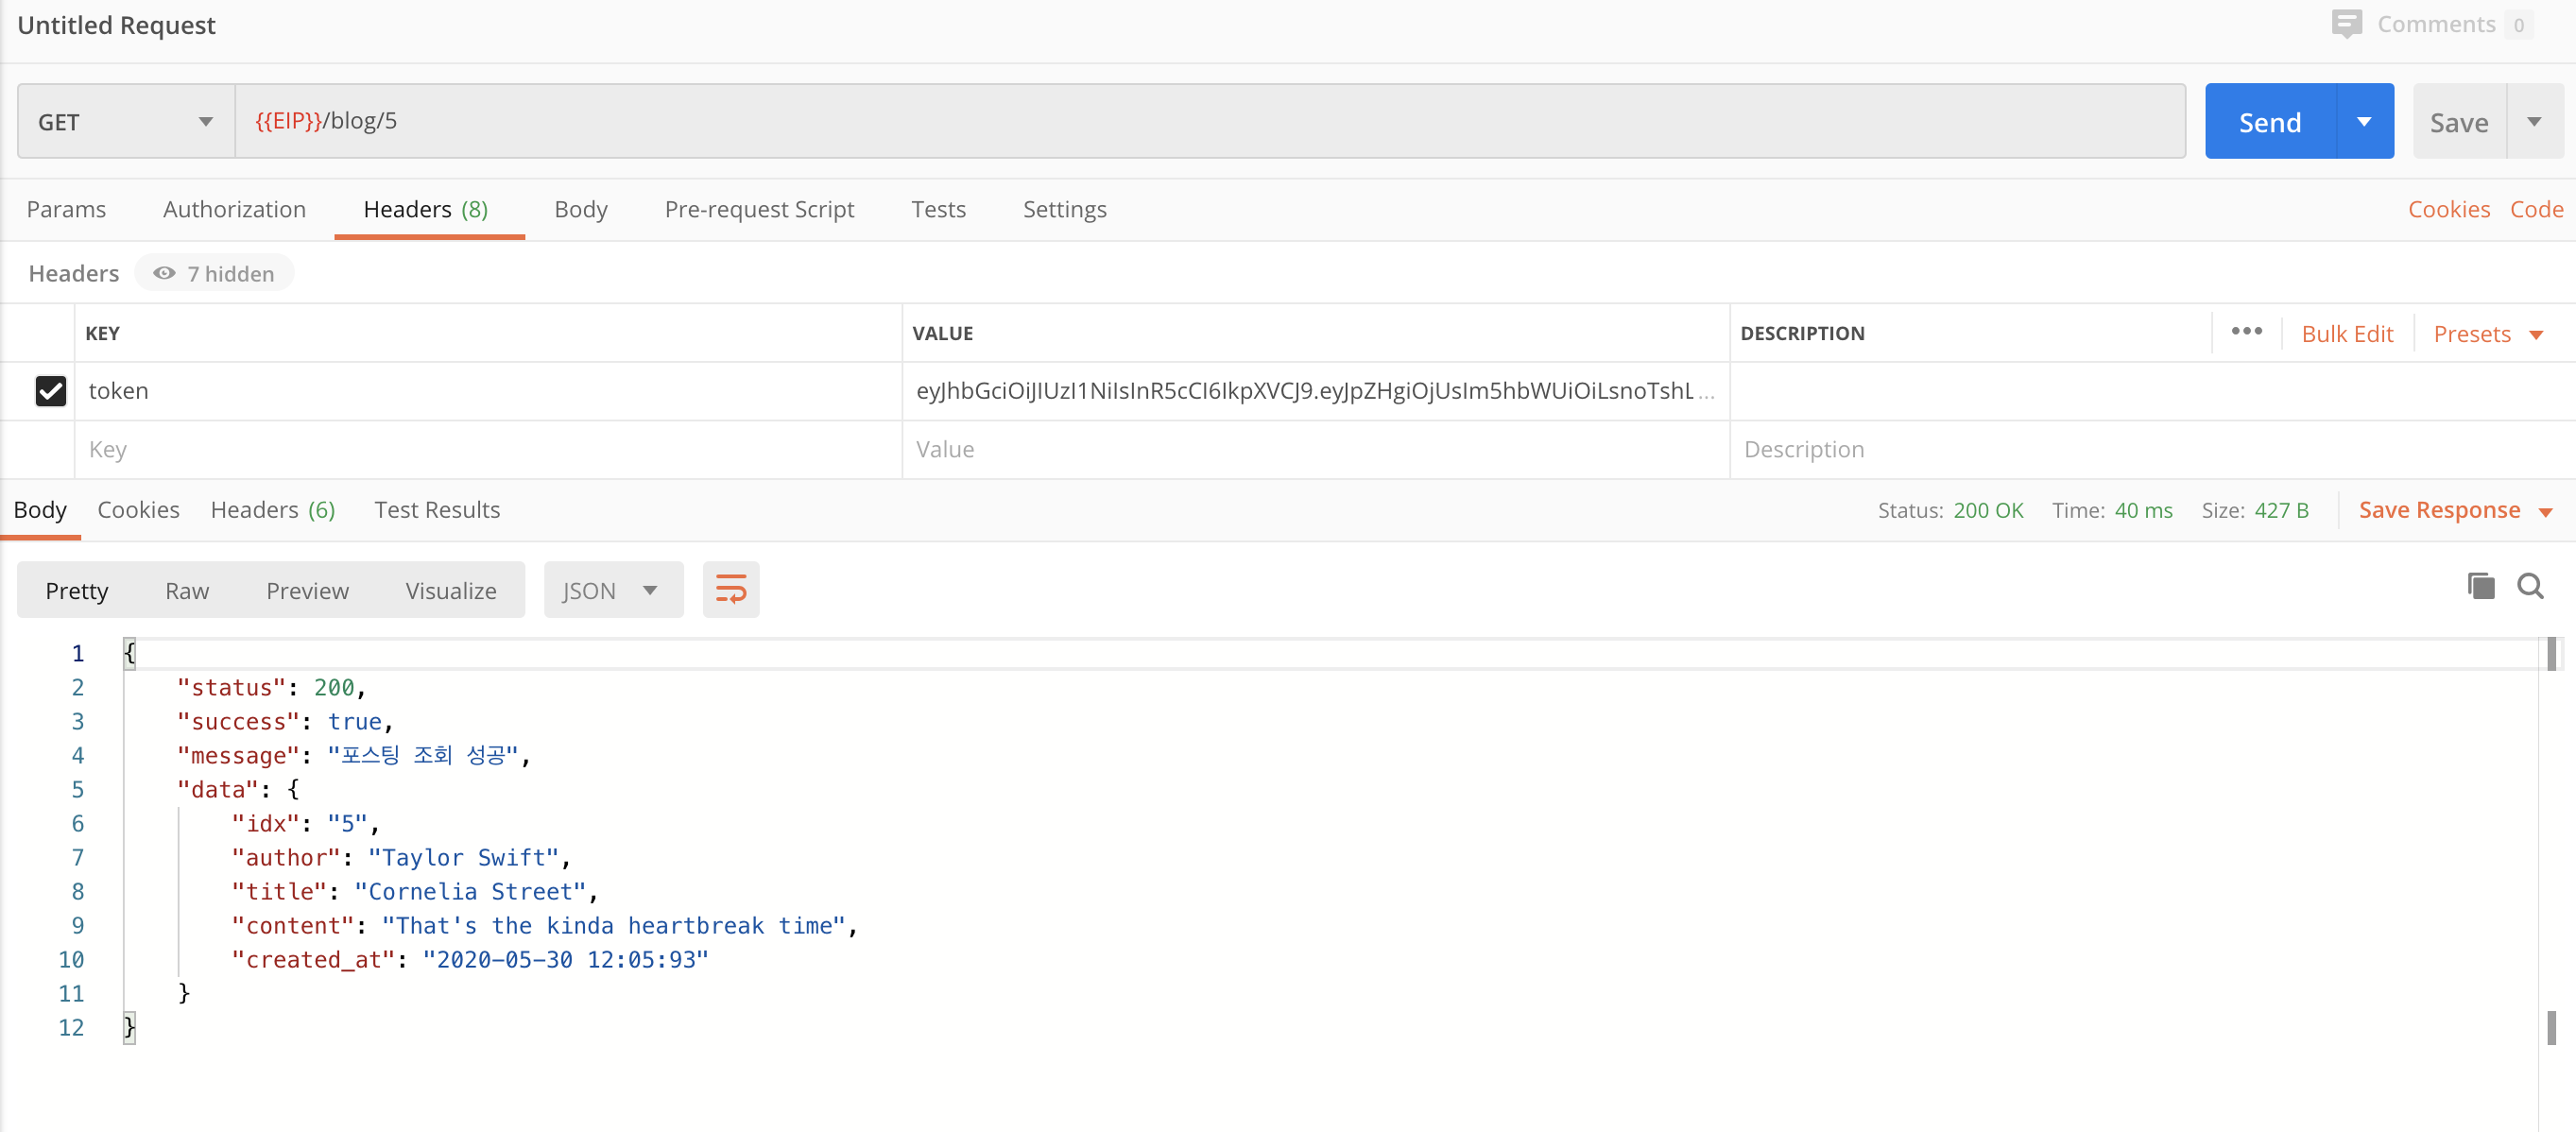 Untitled Request
Comments 0
GET {{EIP}}/blog/5 Send Save
Params Authorization Headers (8) Body Pre-request Script Tests Settings Cookies Code
Headers 7 hidden
KEY VALUE DESCRIPTION ••• Bulk Edit Presets
token eyJhbGciOiJIUzI1NiIsInR5cCI6IkpXVCJ9.eyJpZHgiOjUsIm5hbWUiOiLsnoTshL...
Key Value Description
Body Cookies Headers (6) Test Results Status: 200 OK Time: 40 ms Size: 427 B Save Response
Pretty Raw Preview Visualize JSON
1 {
2 "status": 200,
3 "success": true,
4 "message": "포스팅 조회 성공",
5 "data": {
6 "idx": "5",
7 "author": "Taylor Swift",
8 "title": "Cornelia Street",
9 "content": "That's the kinda heartbreak time",
10 "created_at": "2020-05-30 12:05:93"
11 }
12 }